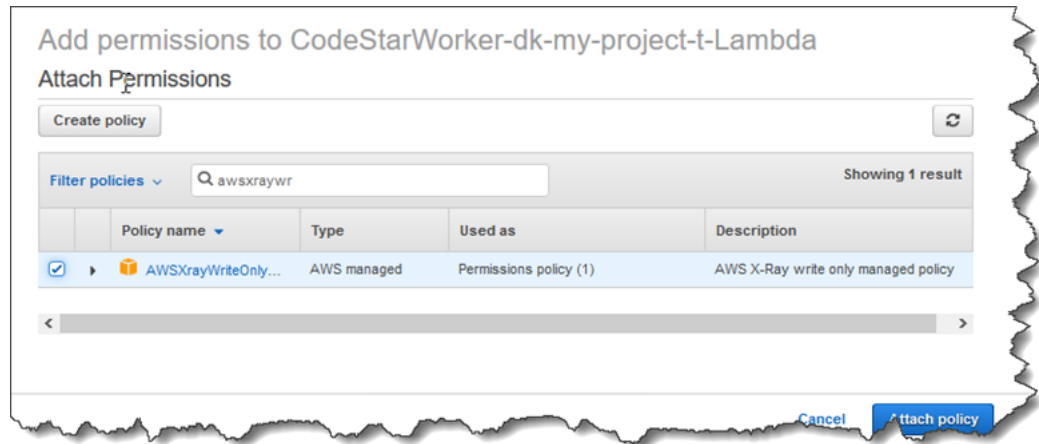 Add permissions to CodeStarWorker-dk-my-project-t-Lambda
Attach Permissions
Create policy
Filter policies awsxraywr Showing 1 result
Policy name Type Used as Description
AWSXrayWriteOnly... AWS managed Permissions policy (1) AWS X-Ray write only managed policy
Cancel Attach policy